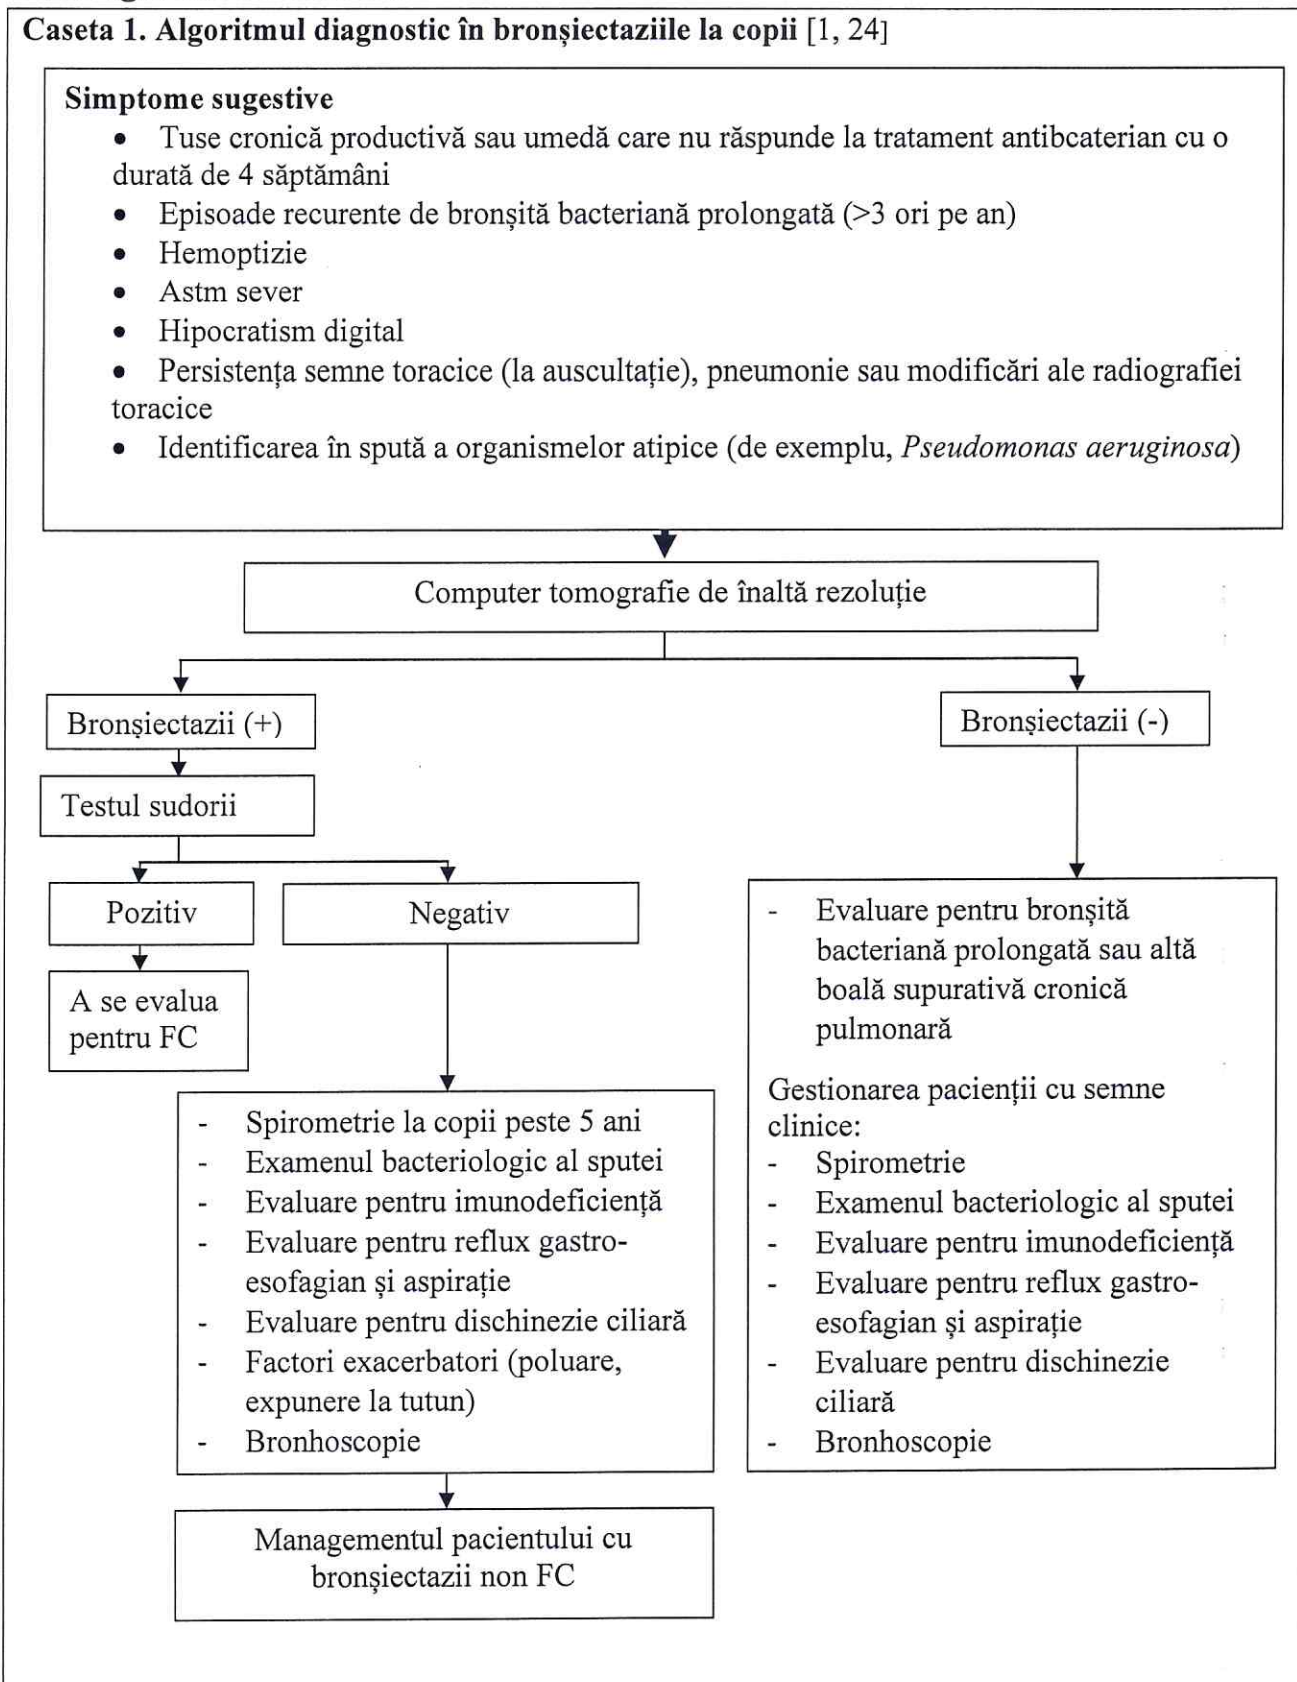 Caseta 1. Algoritmul diagnostic în bronșiectaziile la copii [1, 24]
Simptome sugestive
• Tuse cronică productivă sau umedă care nu răspunde la tratament antibcaterian cu o
durată de 4 săptămâni
• Episoade recurente de bronșită bacteriană prolongată (>3 ori pe an)
• Hemoptizie
• Astm sever
• Hipocratism digital
• Persistența semne toracice (la auscultație), pneumonie sau modificări ale radiografiei
toracice
• Identificarea în spută a organismelor atipice (de exemplu, Pseudomonas aeruginosa)
Computer tomografie de înaltă rezoluție
Bronșiectazii (+)
Bronșiectazii (-)
Testul sudorii
Pozitiv
Negativ
A se evalua
pentru FC
- Spirometrie la copii peste 5 ani
- Examenul bacteriologic al sputei
- Evaluare pentru imunodeficiență
- Evaluare pentru reflux gastro-
esofagian și aspirație
- Evaluare pentru dischinezie ciliară
- Factori exacerbatori (poluare,
expunere la tutun)
- Bronhoscopie
Managementul pacientului cu
bronșiectazii non FC
- Evaluare pentru bronșită
bacteriană prolongată sau altă
boală supurativă cronică
pulmonară
Gestionarea pacienții cu semne
clinice:
- Spirometrie
- Examenul bacteriologic al sputei
- Evaluare pentru imunodeficiență
- Evaluare pentru reflux gastro-
esofagian și aspirație
- Evaluare pentru dischinezie
ciliară
- Bronhoscopie